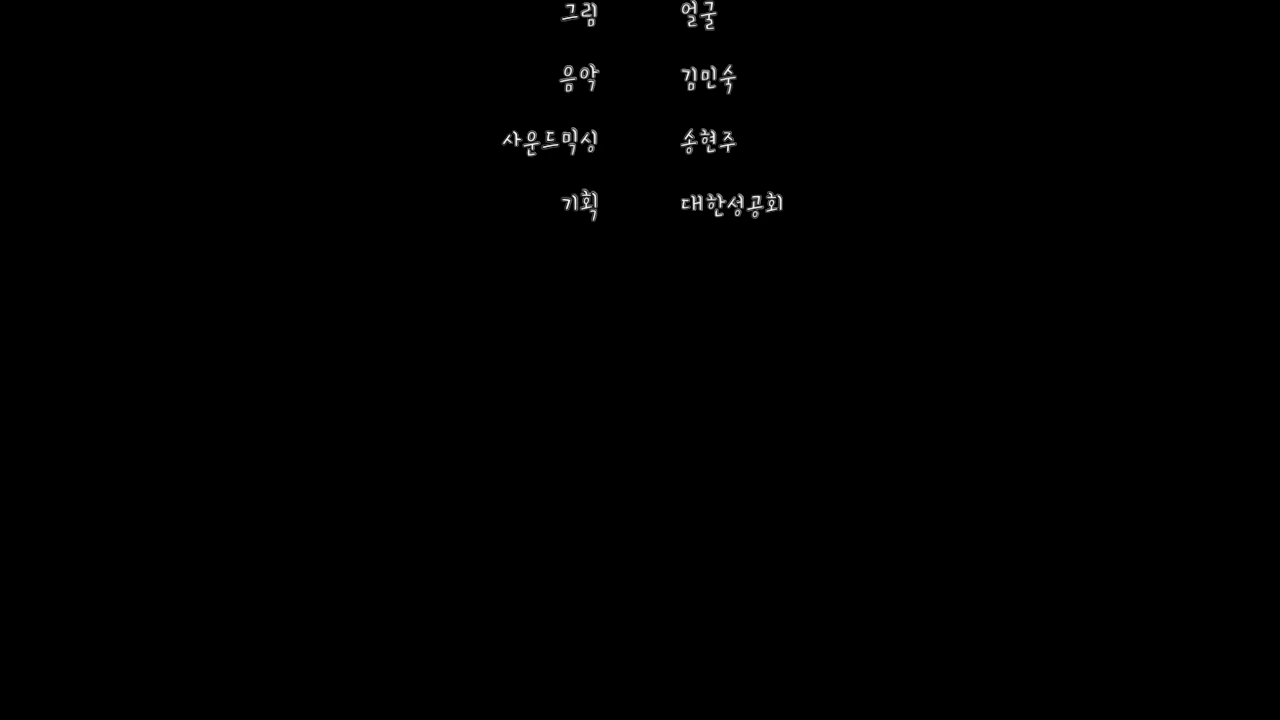 그림 얼굴
음악 김민숙
사운드믹싱 송현주
기획 대한성공회